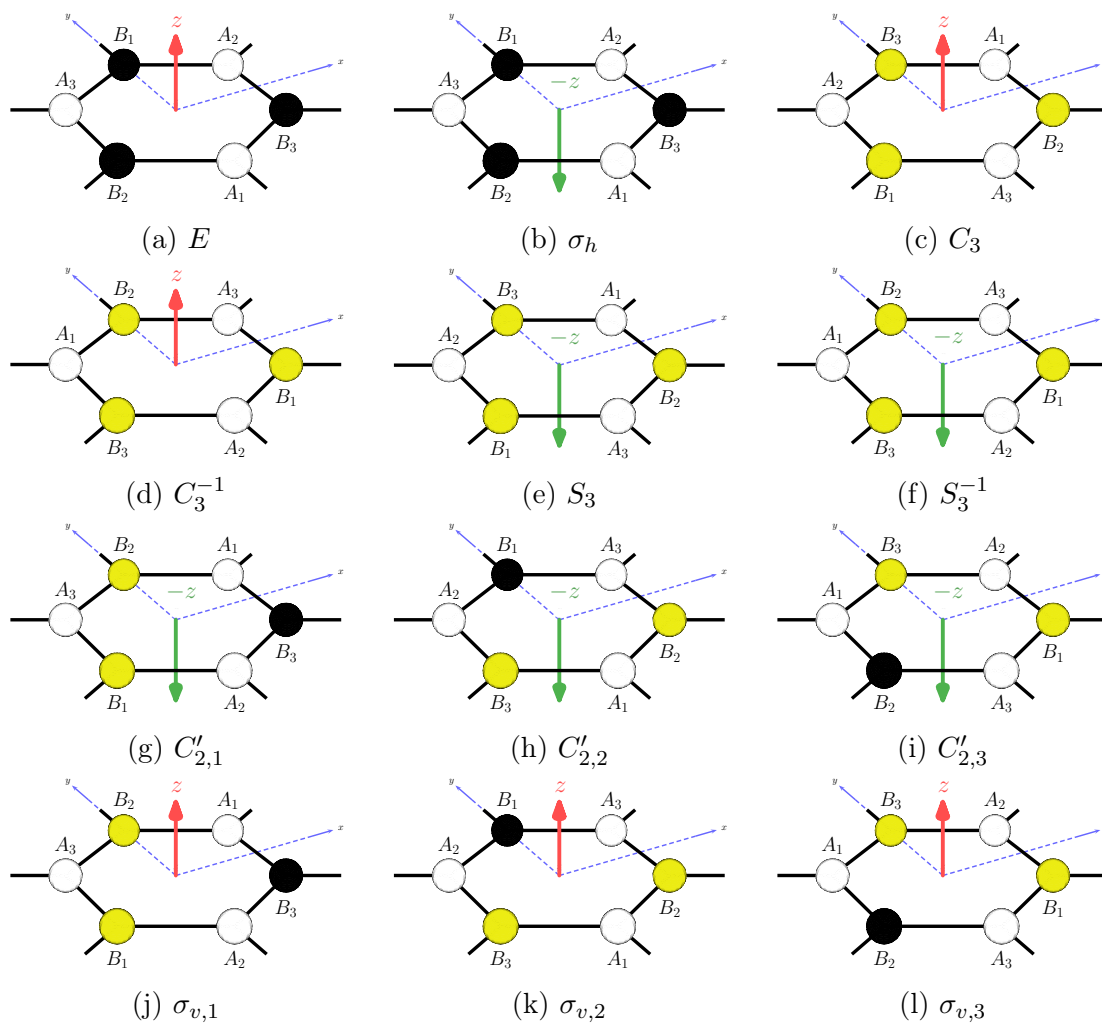 y B₁ z A₂ x
A₃ B₃
B₂ A₁
(a) E
B₁ −z A₂
A₃ B₃
B₂ A₁
(b) σₕ
B₃ z A₁
A₂ B₂
B₁ A₃
(c) C₃
y B₂ z A₃ x
A₁ B₁
B₃ A₂
(d) C₃⁻¹
B₃ −z A₁
A₂ B₂
B₁ A₃
(e) S₃
B₂ −z A₃
A₁ B₁
B₃ A₂
(f) S₃⁻¹
y B₂ −z A₁ x
A₃ B₃
B₁ A₂
(g) C′₂,₁
B₁ −z A₃
A₂ B₂
B₃ A₁
(h) C′₂,₂
B₃ −z A₂
A₁ B₁
B₂ A₃
(i) C′₂,₃
y B₂ z A₁ x
A₃ B₃
B₁ A₂
(j) σᵥ,₁
B₁ z A₃
A₂ B₂
B₃ A₁
(k) σᵥ,₂
B₃ z A₂
A₁ B₁
B₂ A₃
(l) σᵥ,₃